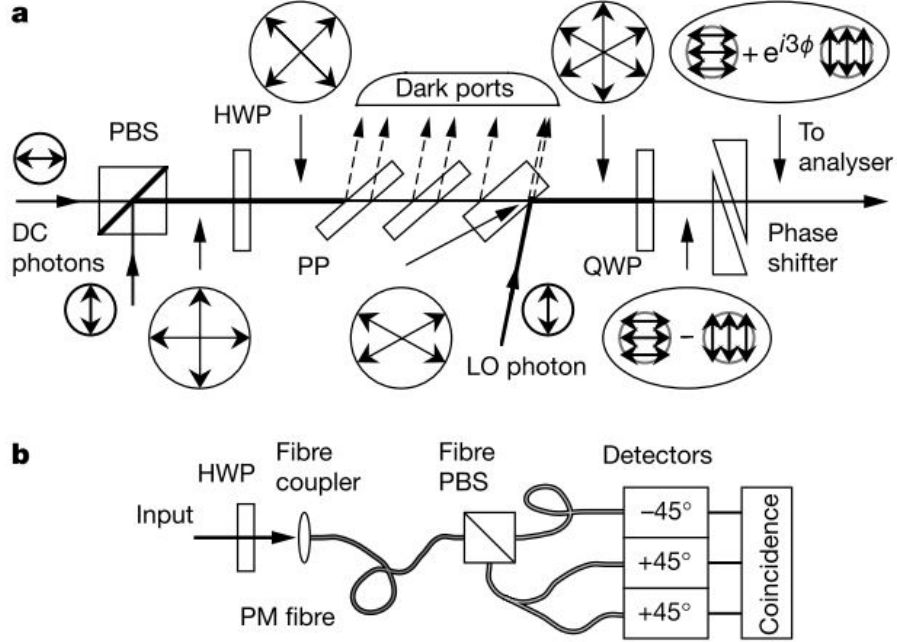 a
Dark ports
+ e^{i3ϕ}
HWP
PBS
To
analyser
DC
photons
PP
QWP
Phase
shifter
LO photon
−
b
HWP
Fibre
coupler
Fibre
PBS
Detectors
Input
PM fibre
−45°
+45°
+45°
Coincidence